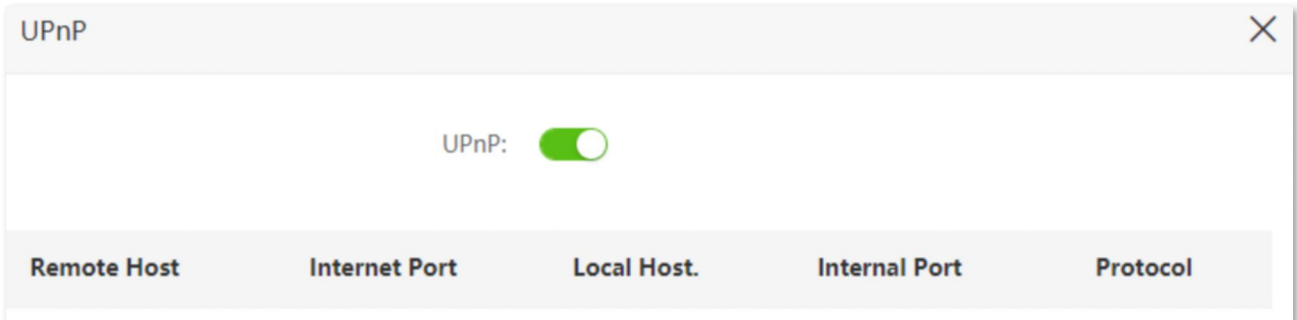 UPnP
UPnP:
Remote Host Internet Port Local Host. Internal Port Protocol